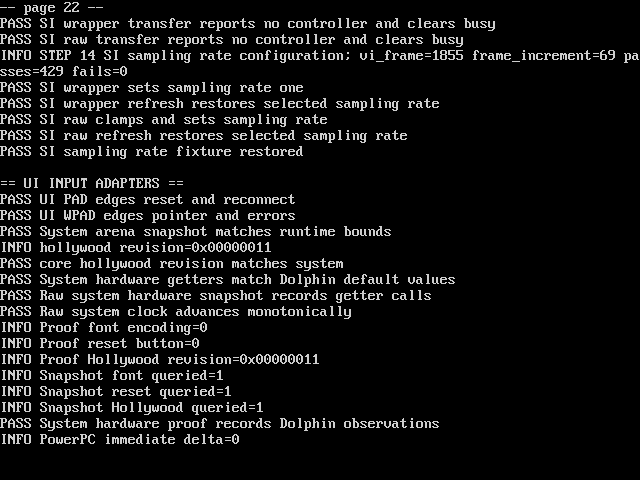 -- page 22 --
PASS SI wrapper transfer reports no controller and clears busy
PASS SI raw transfer reports no controller and clears busy
INFO STEP 14 SI sampling rate configuration; vi_frame=1855 frame_increment=69 pa
sses=429 fails=0
PASS SI wrapper sets sampling rate one
PASS SI wrapper refresh restores selected sampling rate
PASS SI raw clamps and sets sampling rate
PASS SI raw refresh restores selected sampling rate
PASS SI sampling rate fixture restored
== UI INPUT ADAPTERS ==
PASS UI PAD edges reset and reconnect
PASS UI WPAD edges pointer and errors
PASS System arena snapshot matches runtime bounds
INFO hollywood revision=0x00000011
PASS core hollywood revision matches system
PASS System hardware getters match Dolphin default values
PASS Raw system hardware snapshot records getter calls
PASS Raw system clock advances monotonically
INFO Proof font encoding=0
INFO Proof reset button=0
INFO Proof Hollywood revision=0x00000011
INFO Snapshot font queried=1
INFO Snapshot reset queried=1
INFO Snapshot Hollywood queried=1
PASS System hardware proof records Dolphin observations
INFO PowerPC immediate delta=0